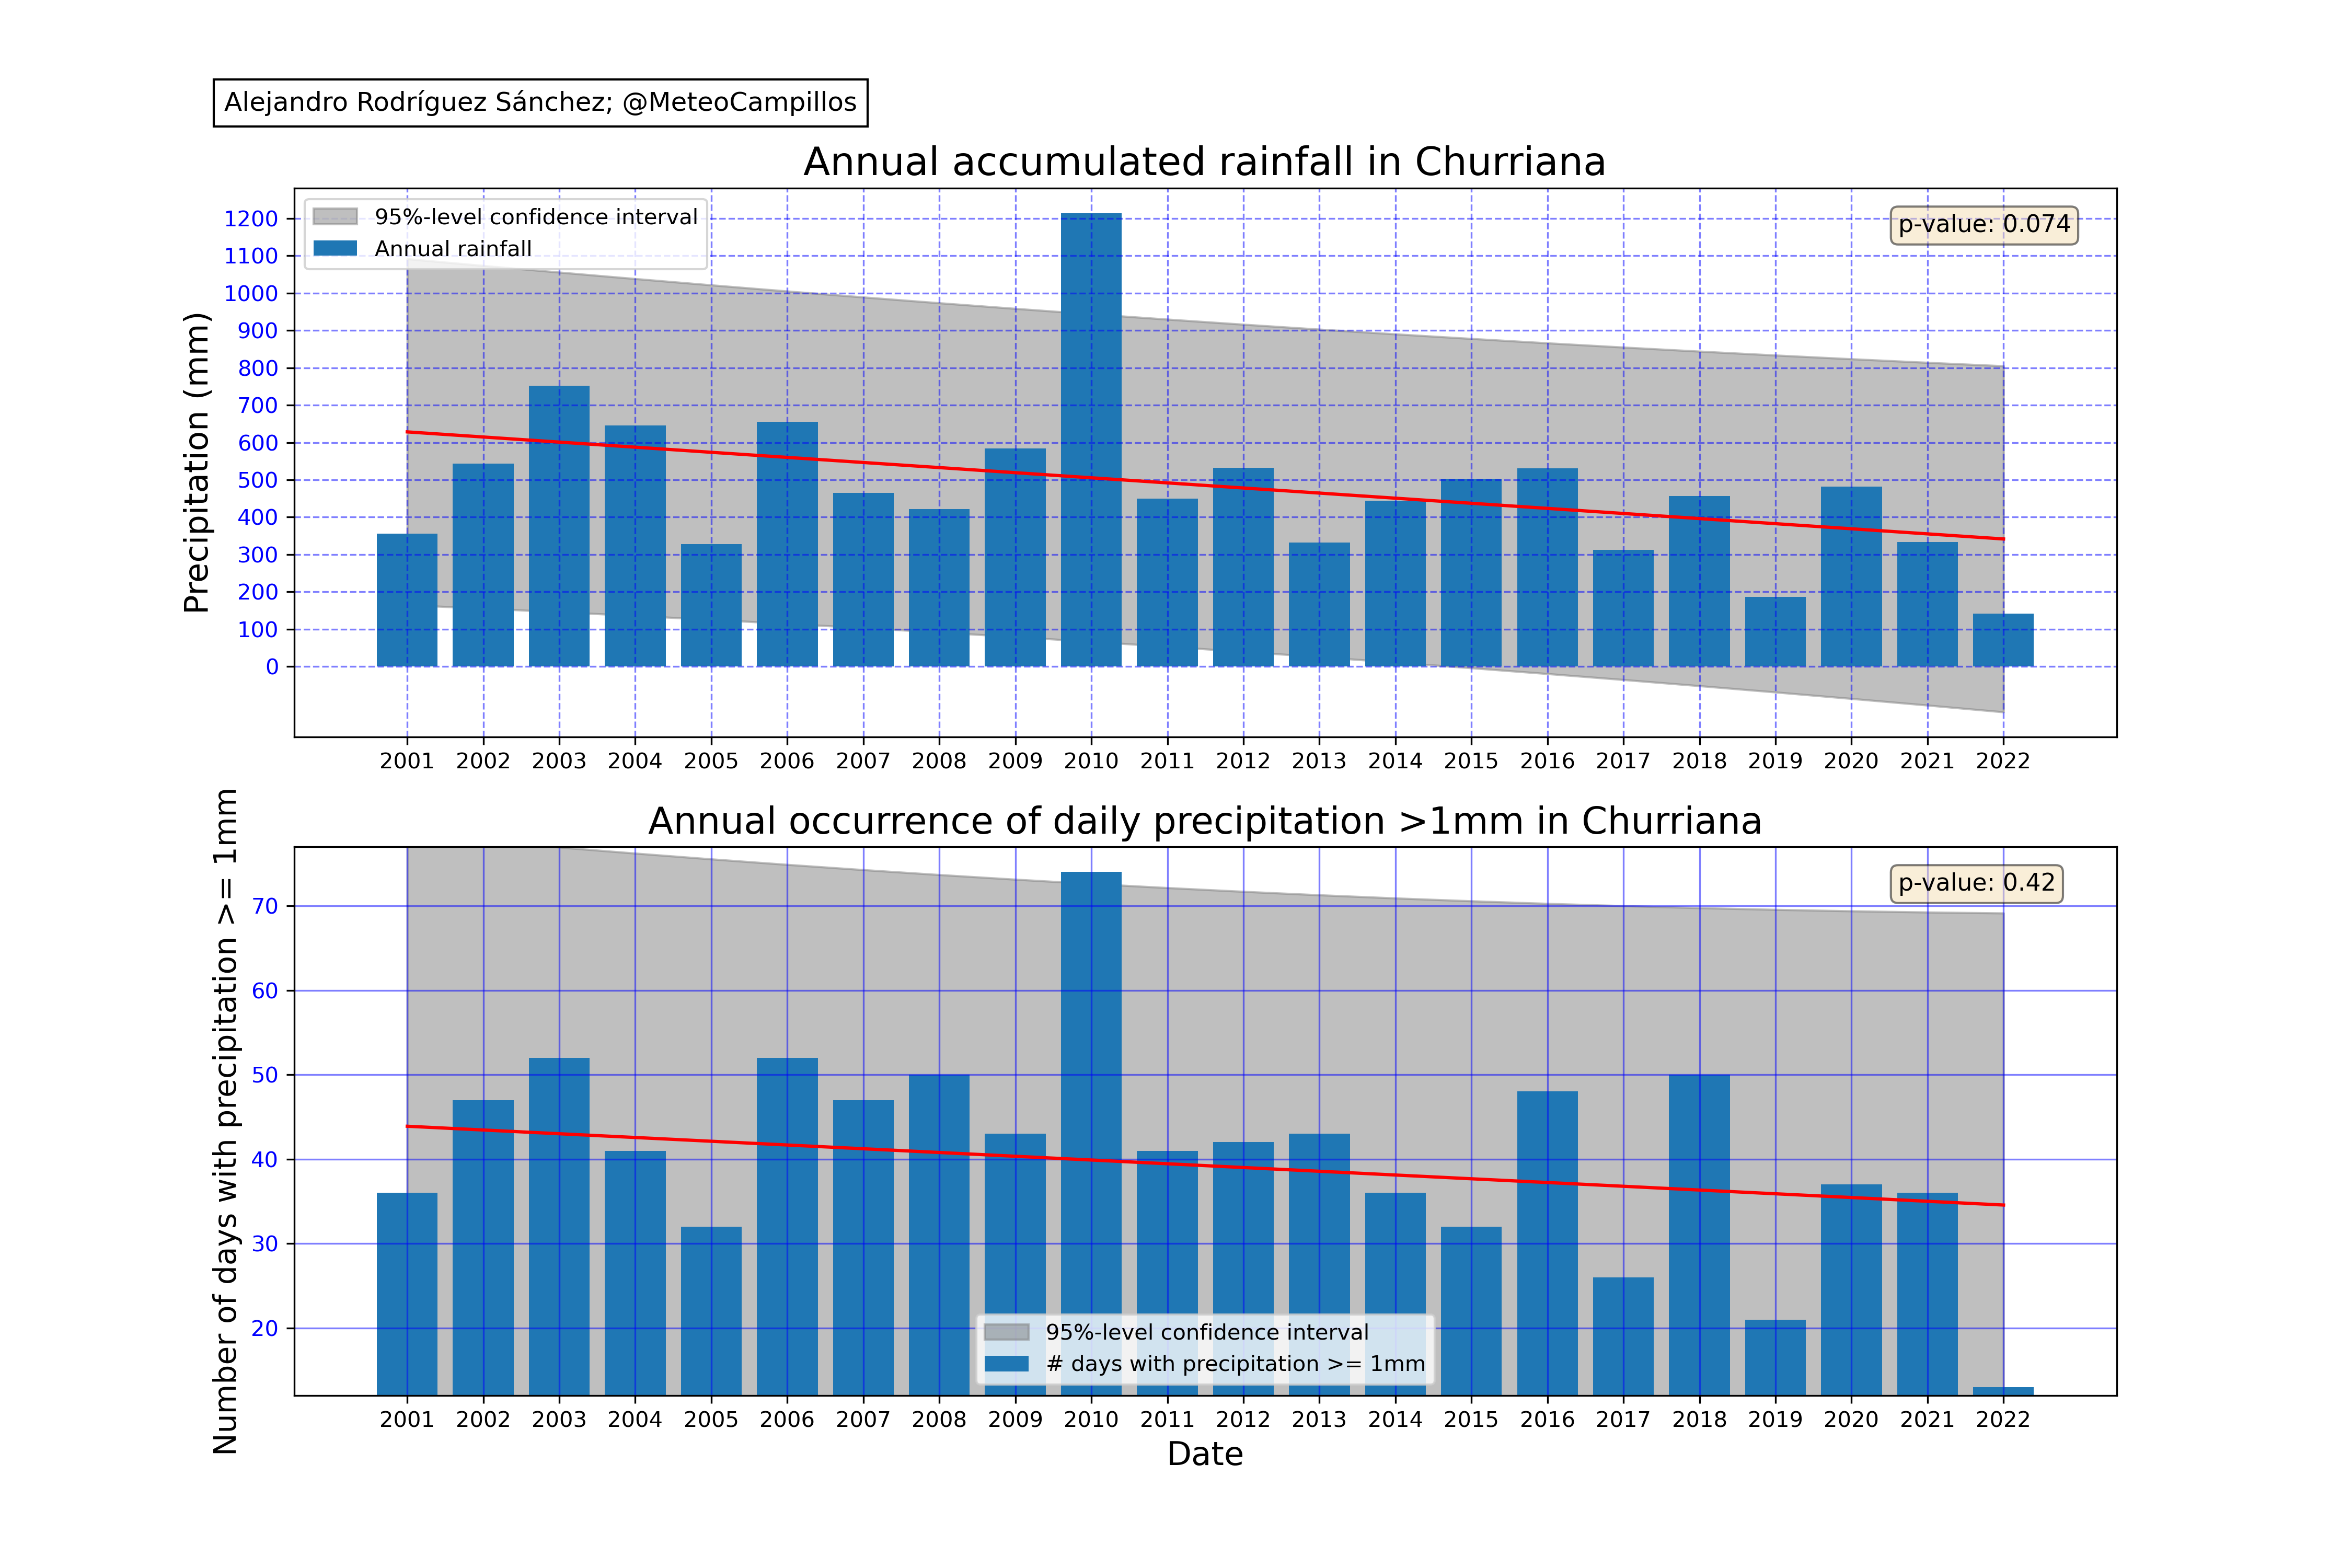 Alejandro Rodríguez Sánchez; @MeteoCampillos
Annual accumulated rainfall in Churriana
95%-level confidence interval
Annual rainfall
p-value: 0.074
Precipitation (mm)
1200
1100
1000
900
800
700
600
500
400
300
200
100
0
2001 2002 2003 2004 2005 2006 2007 2008 2009 2010 2011 2012 2013 2014 2015 2016 2017 2018 2019 2020 2021 2022
Annual occurrence of daily precipitation >1mm in Churriana
p-value: 0.42
Number of days with precipitation >= 1mm
70
60
50
40
30
20
95%-level confidence interval
# days with precipitation >= 1mm
2001 2002 2003 2004 2005 2006 2007 2008 2009 2010 2011 2012 2013 2014 2015 2016 2017 2018 2019 2020 2021 2022
Date